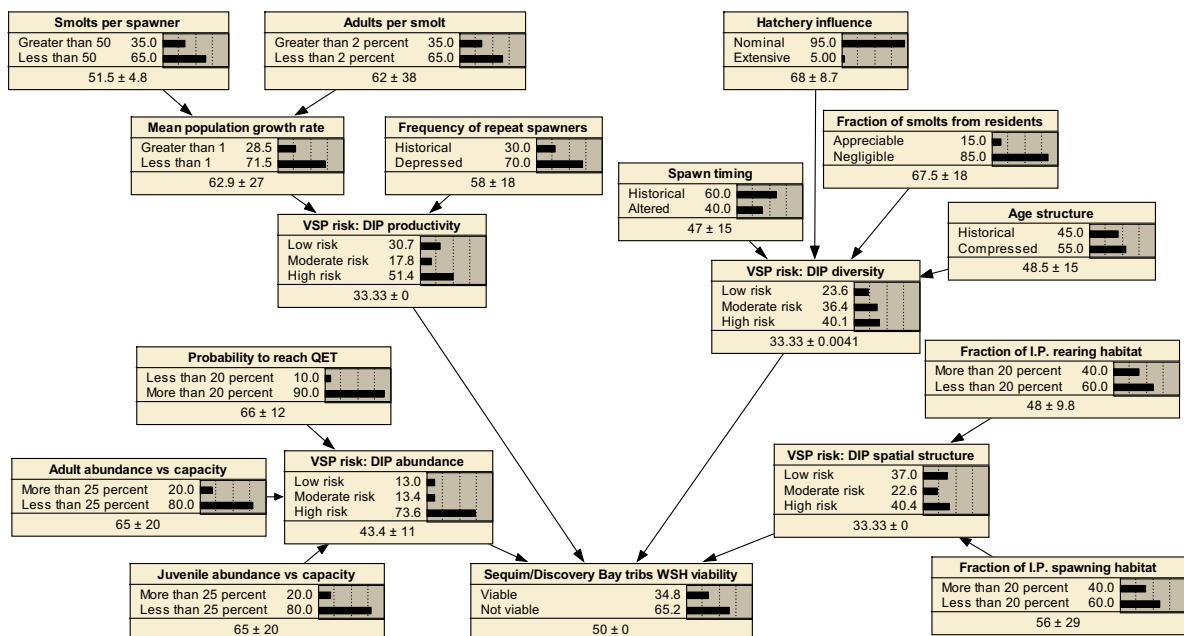 Smolts per spawner
Greater than 50 35.0
Less than 50 65.0
51.5 ± 4.8
Adults per smolt
Greater than 2 percent 35.0
Less than 2 percent 65.0
62 ± 38
Hatchery influence
Nominal 95.0
Extensive 5.00
68 ± 8.7
Mean population growth rate
Greater than 1 28.5
Less than 1 71.5
62.9 ± 27
Frequency of repeat spawners
Historical 30.0
Depressed 70.0
58 ± 18
Fraction of smolts from residents
Appreciable 15.0
Negligible 85.0
67.5 ± 18
Spawn timing
Historical 60.0
Altered 40.0
47 ± 15
Age structure
Historical 45.0
Compressed 55.0
48.5 ± 15
VSP risk: DIP productivity
Low risk 30.7
Moderate risk 17.8
High risk 51.4
33.33 ± 0
VSP risk: DIP diversity
Low risk 23.6
Moderate risk 36.4
High risk 40.1
33.33 ± 0.0041
Probability to reach QET
Less than 20 percent 10.0
More than 20 percent 90.0
66 ± 12
Fraction of I.P. rearing habitat
More than 20 percent 40.0
Less than 20 percent 60.0
48 ± 9.8
Adult abundance vs capacity
More than 25 percent 20.0
Less than 25 percent 80.0
65 ± 20
VSP risk: DIP abundance
Low risk 13.0
Moderate risk 13.4
High risk 73.6
43.4 ± 11
VSP risk: DIP spatial structure
Low risk 37.0
Moderate risk 22.6
High risk 40.4
33.33 ± 0
Juvenile abundance vs capacity
More than 25 percent 20.0
Less than 25 percent 80.0
65 ± 20
Sequim/Discovery Bay tribs WSH viability
Viable 34.8
Not viable 65.2
50 ± 0
Fraction of I.P. spawning habitat
More than 20 percent 40.0
Less than 20 percent 60.0
56 ± 29